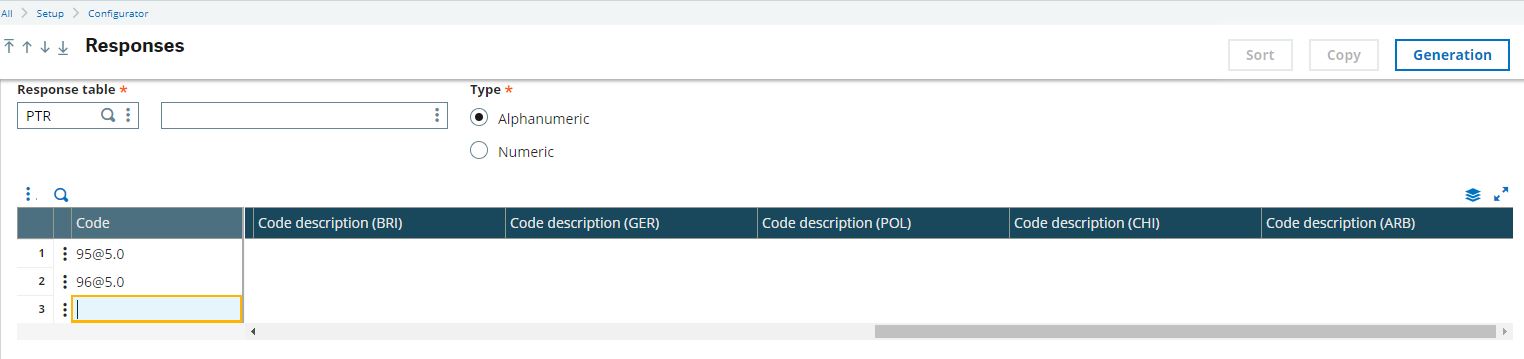 All > Setup > Configurator
Responses
Sort Copy Generation
Response table * Type *
PTR Alphanumeric
Numeric
Code Code description (BRI) Code description (GER) Code description (POL) Code description (CHI) Code description (ARB)
1 95@5.0
2 96@5.0
3